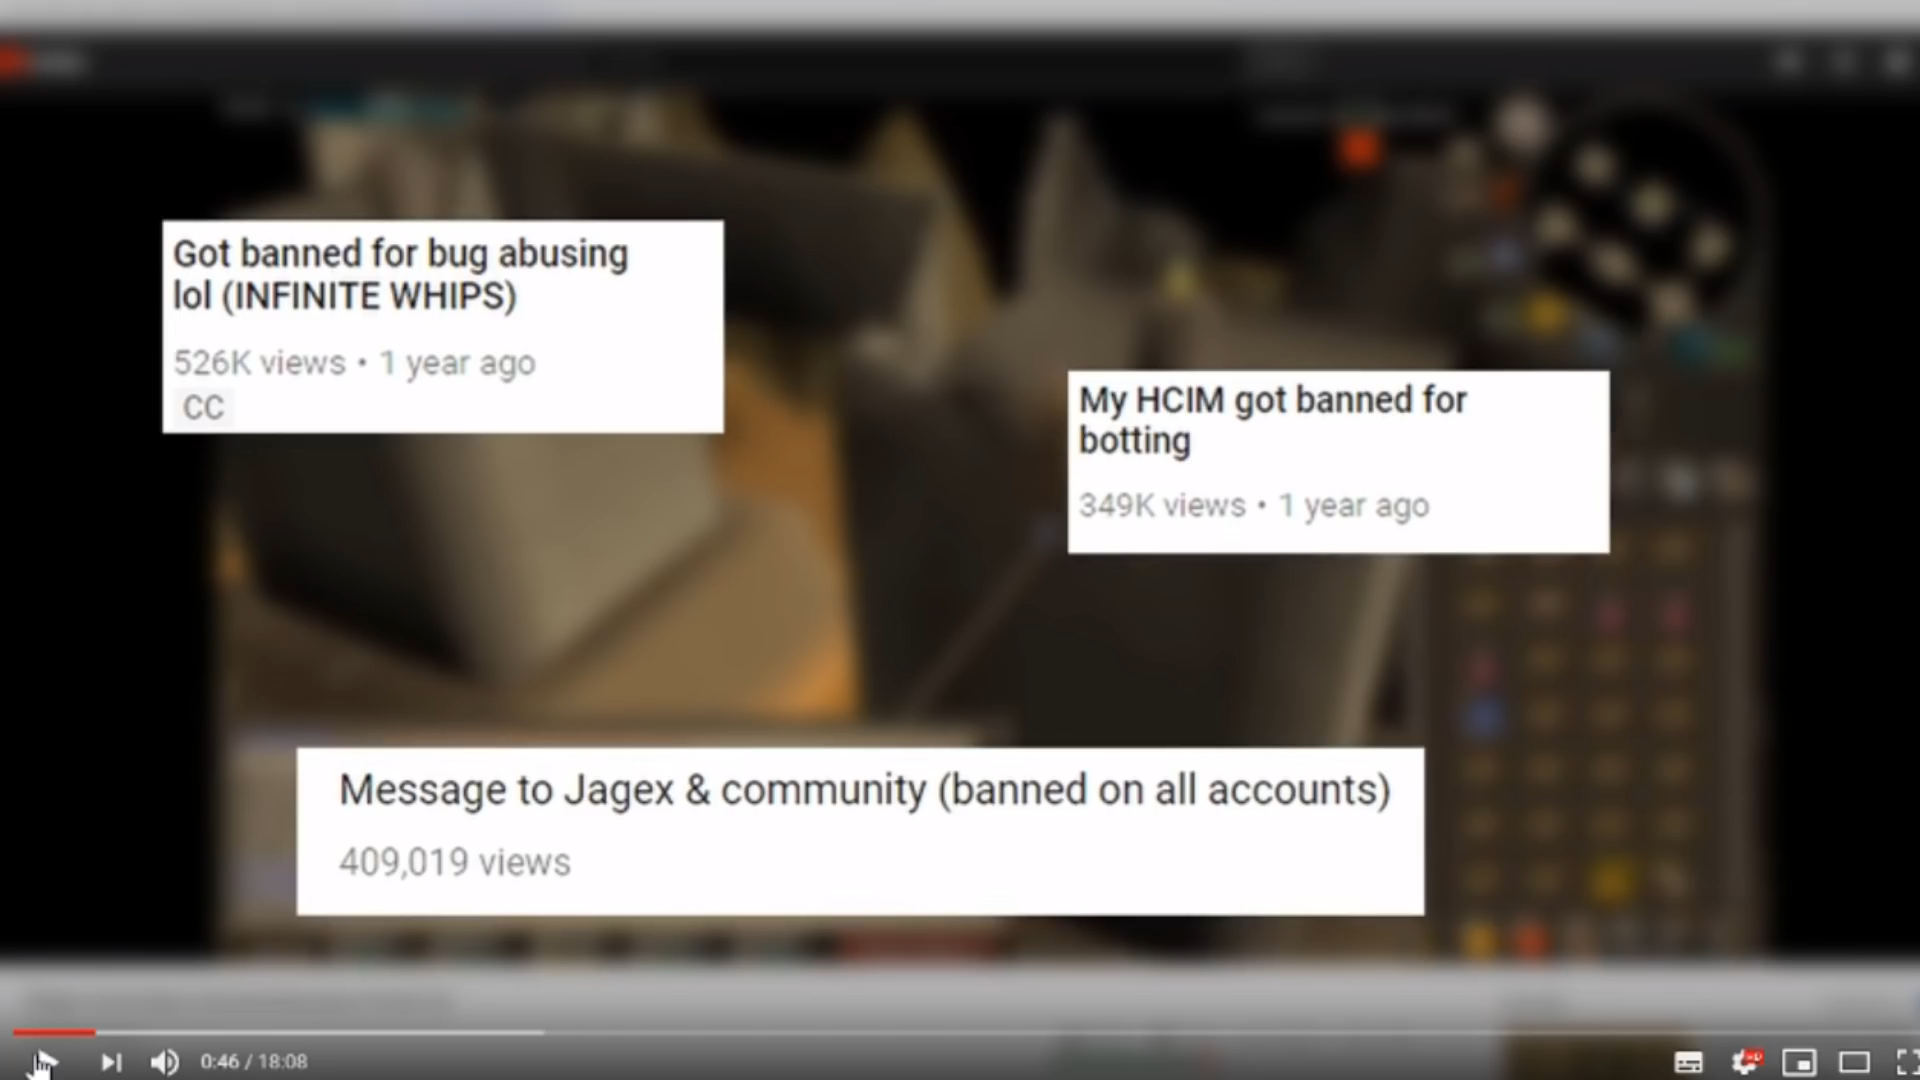 Got banned for bug abusing
lol (INFINITE WHIPS)
526K views • 1 year ago
CC
My HCIM got banned for
botting
349K views • 1 year ago
Message to Jagex & community (banned on all accounts)
409,019 views
0:46 / 18:08
HD